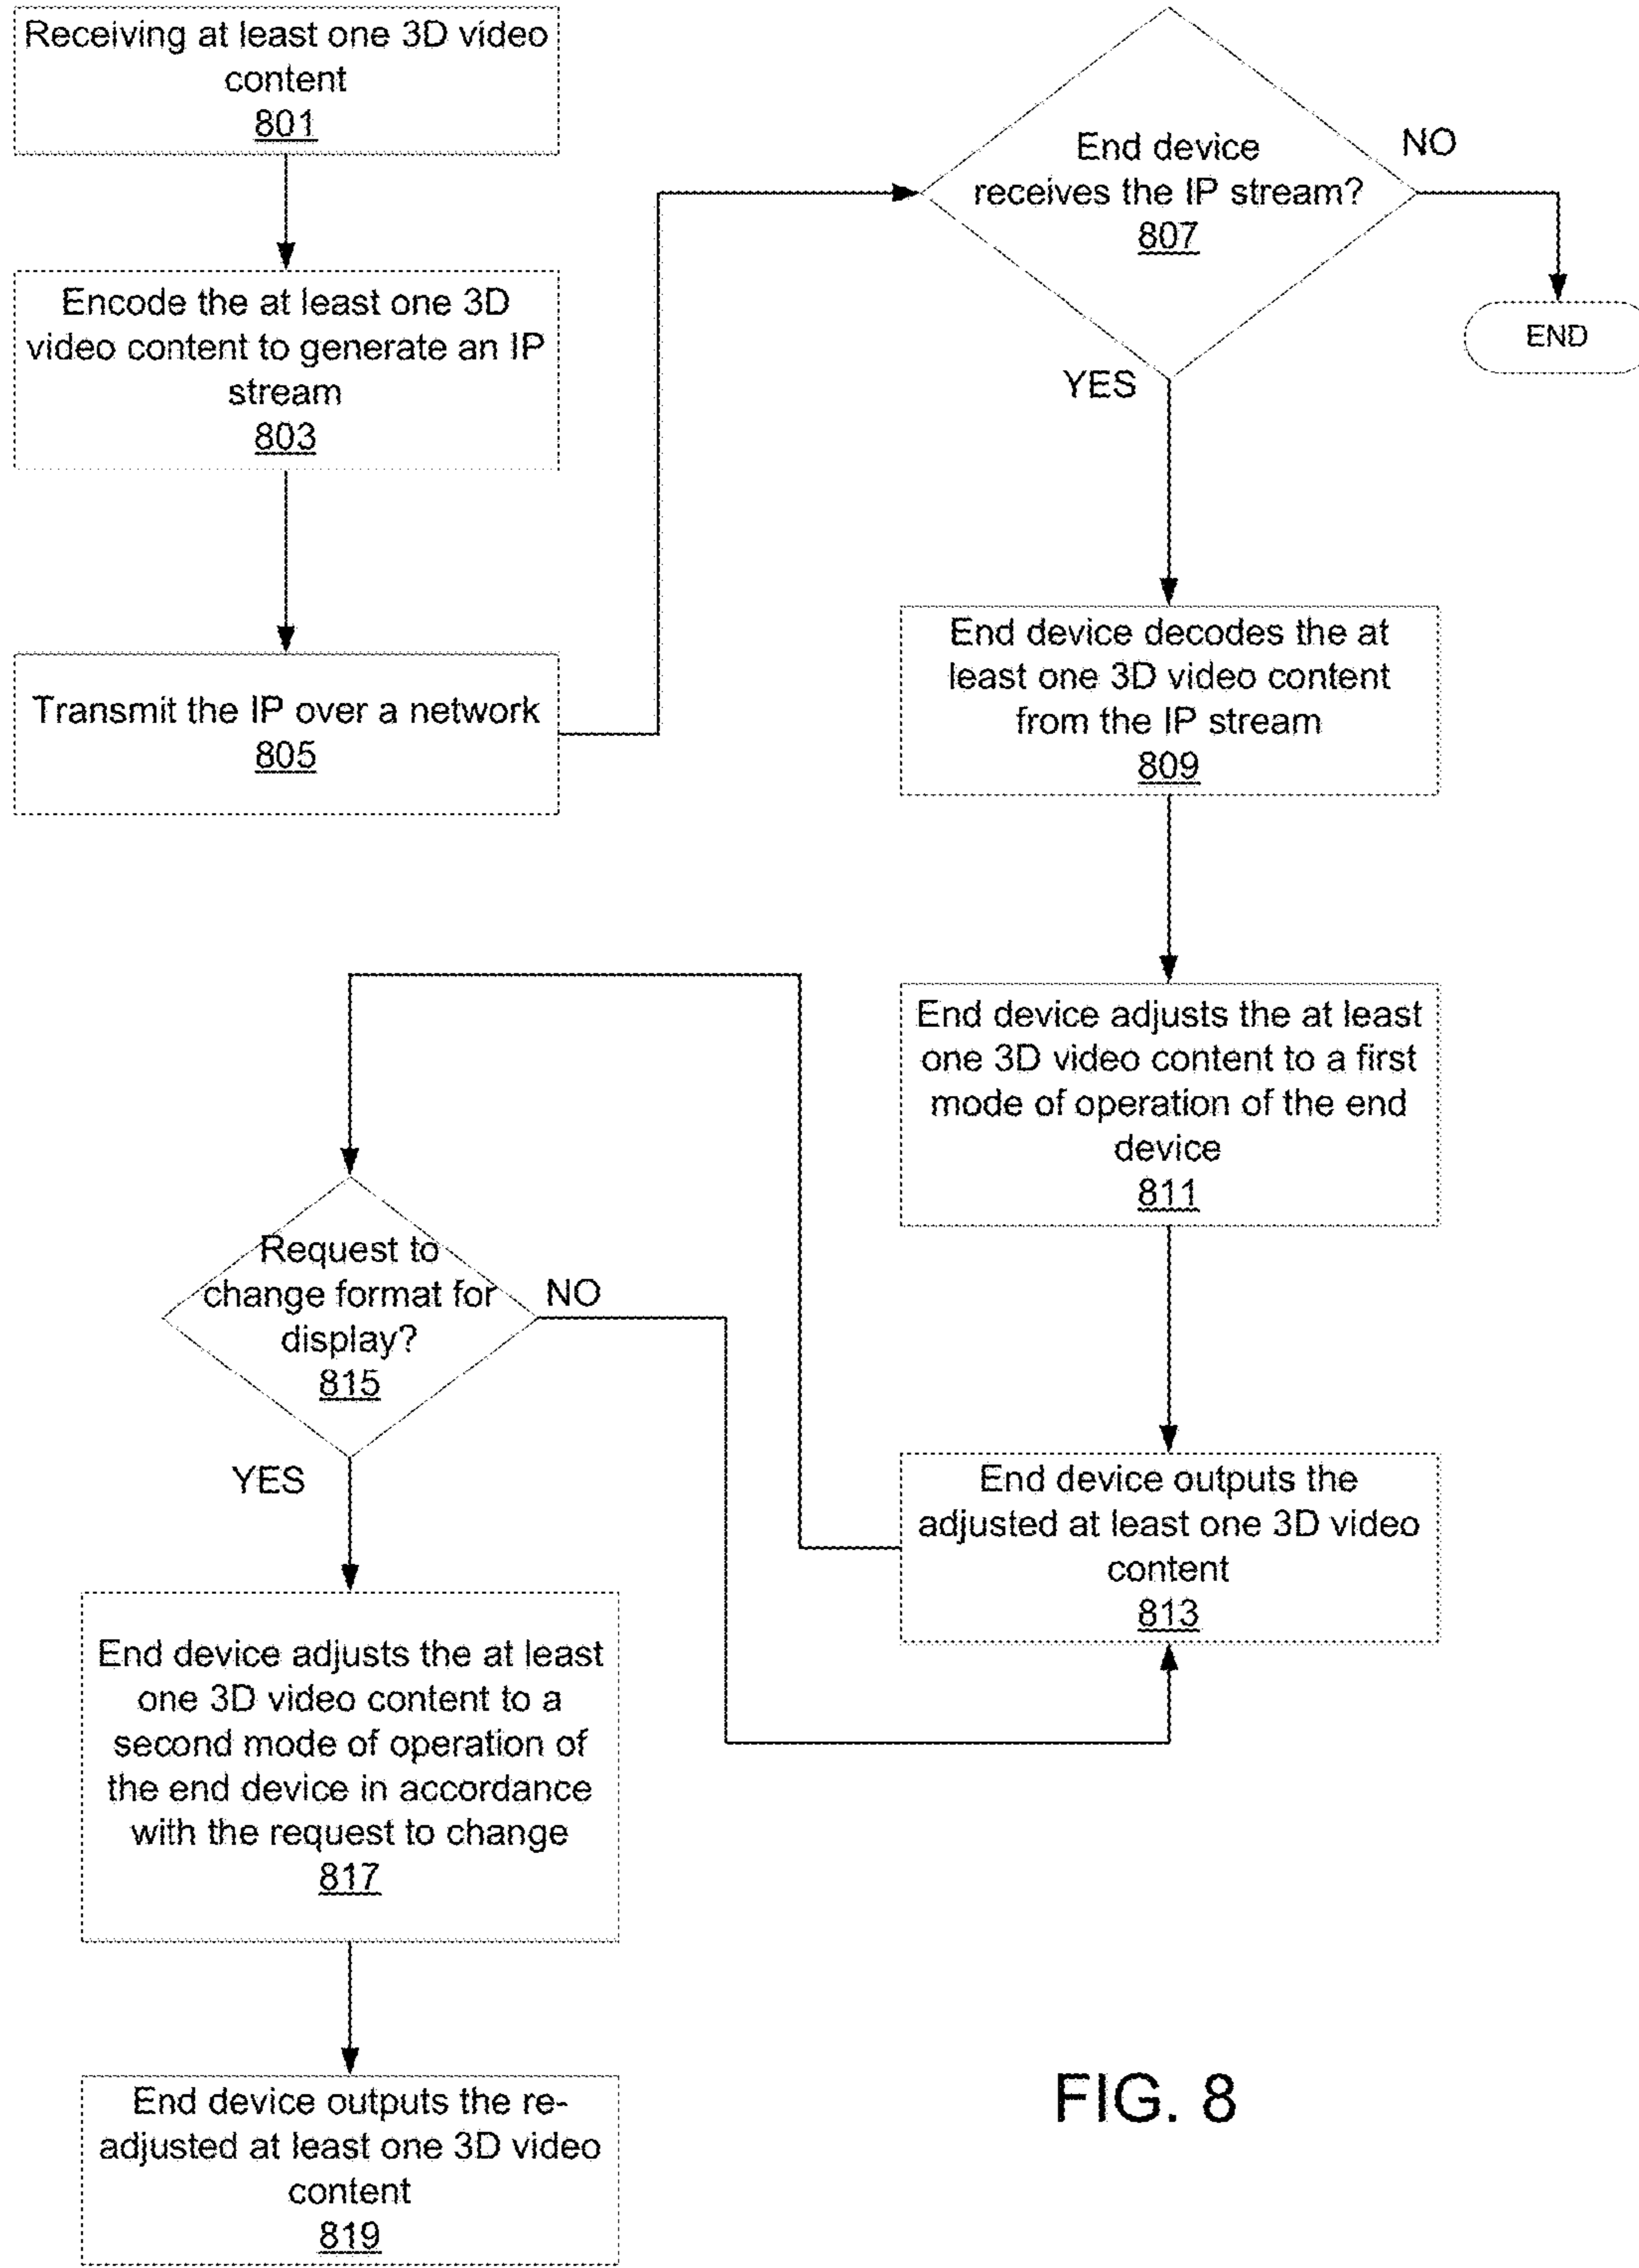 Receiving at least one 3D video
content
801
Encode the at least one 3D
video content to generate an IP
stream
803
Transmit the IP over a network
805
End device
receives the IP stream?
807
NO
END
YES
End device decodes the at
least one 3D video content
from the IP stream
809
End device adjusts the at least
one 3D video content to a first
mode of operation of the end
device
811
End device outputs the
adjusted at least one 3D video
content
813
Request to
change format for
display?
815
NO
YES
End device adjusts the at least
one 3D video content to a
second mode of operation of
the end device in accordance
with the request to change
817
End device outputs the re-
adjusted at least one 3D video
content
819
FIG. 8